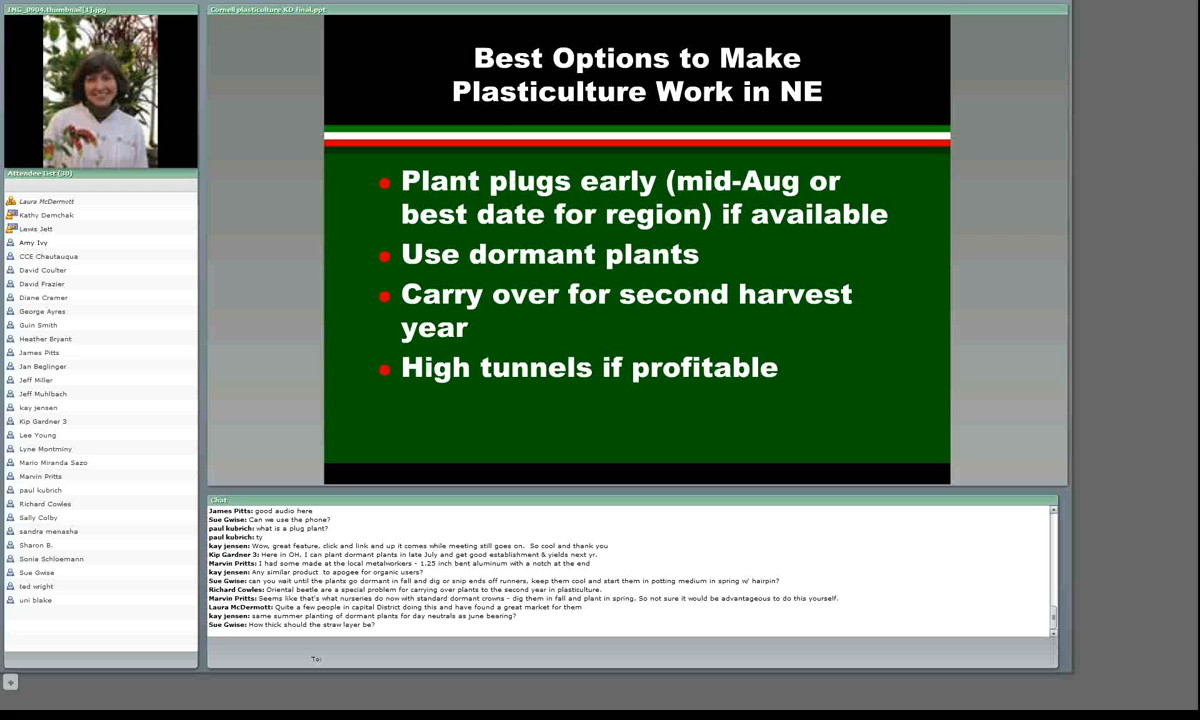 IMG_0904.thumbnail[1].jpg
Cornell plasticulture KD final.ppt
Best Options to Make
Plasticulture Work in NE
Plant plugs early (mid-Aug or
best date for region) if available
Use dormant plants
Carry over for second harvest
year
High tunnels if profitable
Attendee List (30)
Laura McDermott
Kathy Demchak
Lewis Jett
Amy Ivy
CCE Chautauqua
David Coulter
David Frazier
Diane Cramer
George Ayres
Guin Smith
Heather Bryant
James Pitts
Jan Beglinger
Jeff Miller
Jeff Muhlbach
kay jensen
Kip Gardner 3
Lee Young
Lyne Montminy
Mario Miranda Sazo
Marvin Pritts
paul kubrich
Richard Cowles
Sally Colby
sandra menasha
Sharon B.
Sonia Schloemann
Sue Gwise
ted wright
uni blake
Chat
James Pitts: good audio here
Sue Gwise: Can we use the phone?
paul kubrich: what is a plug plant?
paul kubrich: ty
kay jensen: Wow, great feature, click and link and up it comes while meeting still goes on. So cool and thank you
Kip Gardner 3: Here in OH, I can plant dormant plants in late July and get good establishment & yields next yr.
Marvin Pritts: I had some made at the local metalworkers - 1.25 inch bent aluminum with a notch at the end
kay jensen: Any similar product to apogee for organic users?
Sue Gwise: can you wait until the plants go dormant in fall and dig or snip ends off runners, keep them cool and start them in potting medium in spring w/ hairpin?
Richard Cowles: Oriental beetle are a special problem for carrying over plants to the second year in plasticulture.
Marvin Pritts: Seems like that's what nurseries do now with standard dormant crowns - dig them in fall and plant in spring. So not sure it would be advantageous to do this yourself.
Laura McDermott: Quite a few people in capital District doing this and have found a great market for them
kay jensen: same summer planting of dormant plants for day neutrals as june bearing?
Sue Gwise: How thick should the straw layer be?
To: